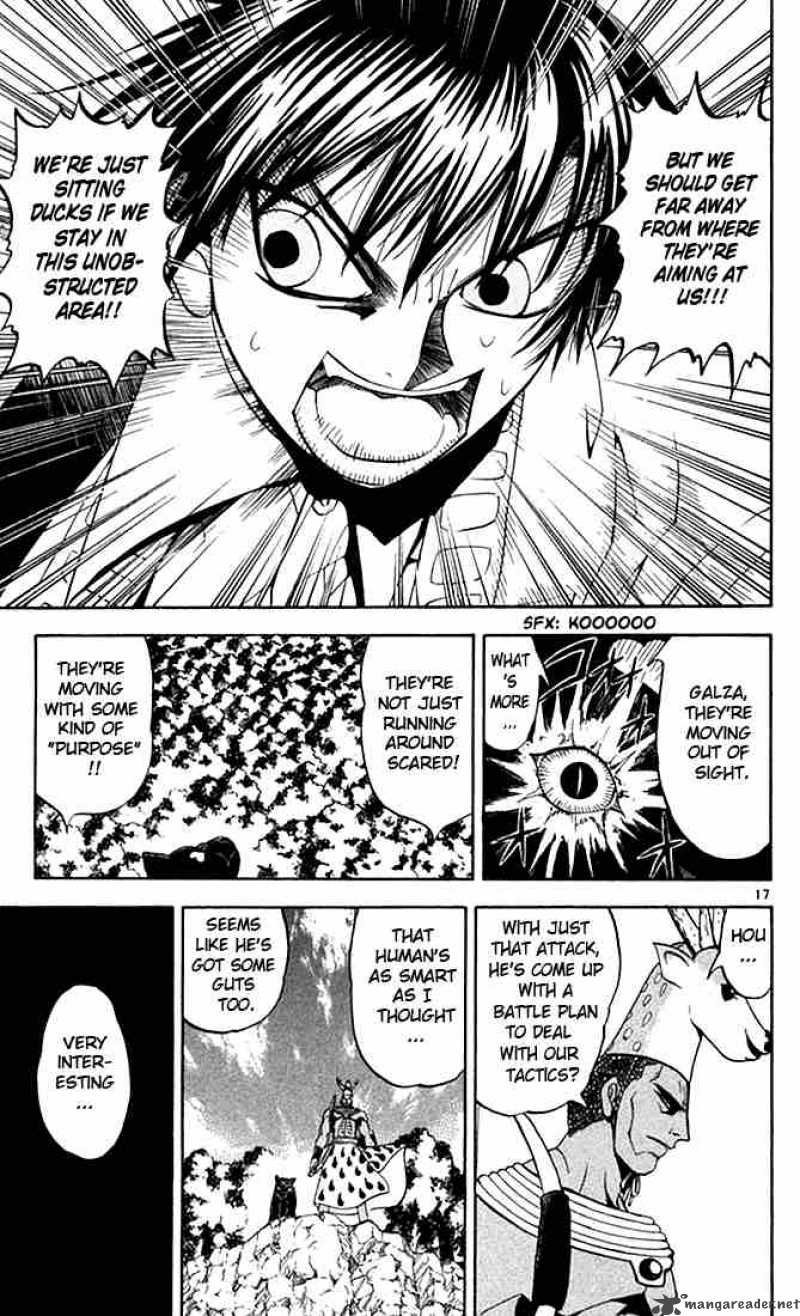 BUT WE
SHOULD GET
FAR AWAY
FROM WHERE
THEY'RE
AIMING AT
US!!!
WE'RE JUST
SITTING
DUCKS IF WE
STAY IN
THIS UNOB-
STRUCTED
AREA!!
SFX: KOOOOOO
GALZA,
THEY'RE
MOVING
OUT OF
SIGHT.
WHAT
'S
MORE
...
THEY'RE
NOT JUST
RUNNING
AROUND
SCARED!
THEY'RE
MOVING
WITH SOME
KIND OF
"PURPOSE"
!!
17
HOU
...
WITH JUST
THAT ATTACK,
HE'S COME UP
WITH A
BATTLE PLAN
TO DEAL
WITH OUR
TACTICS?
THAT
HUMAN'S
AS SMART
AS I
THOUGHT
...
SEEMS
LIKE HE'S
GOT SOME
GUTS
TOO.
VERY
INTER-
ESTING
...
mangareader.net